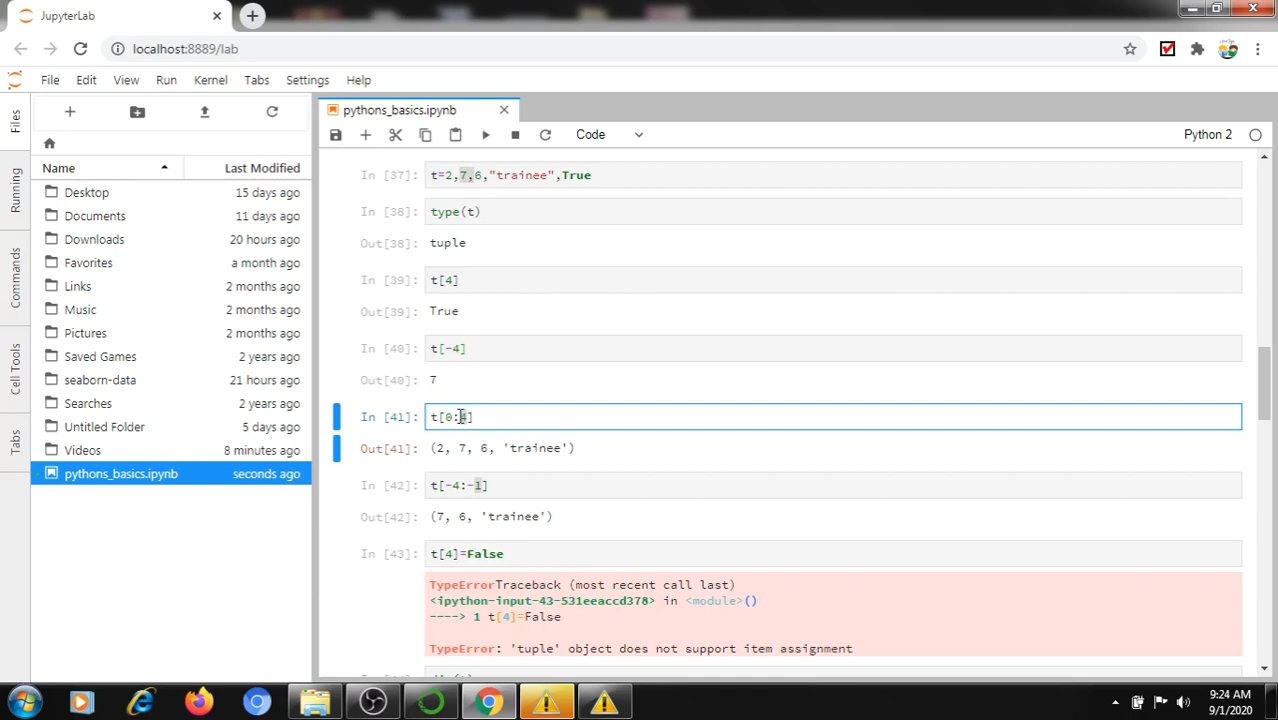 JupyterLab
localhost:8889/lab
File Edit View Run Kernel Tabs Settings Help
pythons_basics.ipynb
Code
Python 2
Files
Running
Commands
Cell Tools
Tabs
Name Last Modified
Desktop 15 days ago
Documents 11 days ago
Downloads 20 hours ago
Favorites a month ago
Links 2 months ago
Music 2 months ago
Pictures 2 months ago
Saved Games 2 years ago
seaborn-data 21 hours ago
Searches 2 years ago
Untitled Folder 5 days ago
Videos 8 minutes ago
pythons_basics.ipynb seconds ago
In [37]: t=2,7,6,"trainee",True
In [38]: type(t)
Out[38]: tuple
In [39]: t[4]
Out[39]: True
In [40]: t[-4]
Out[40]: 7
In [41]: t[0:4]
Out[41]: (2, 7, 6, 'trainee')
In [42]: t[-4:-1]
Out[42]: (7, 6, 'trainee')
In [43]: t[4]=False
TypeErrorTraceback (most recent call last)
<ipython-input-43-531eeaccd378> in <module>()
----> 1 t[4]=False
TypeError: 'tuple' object does not support item assignment
9:24 AM
9/1/2020